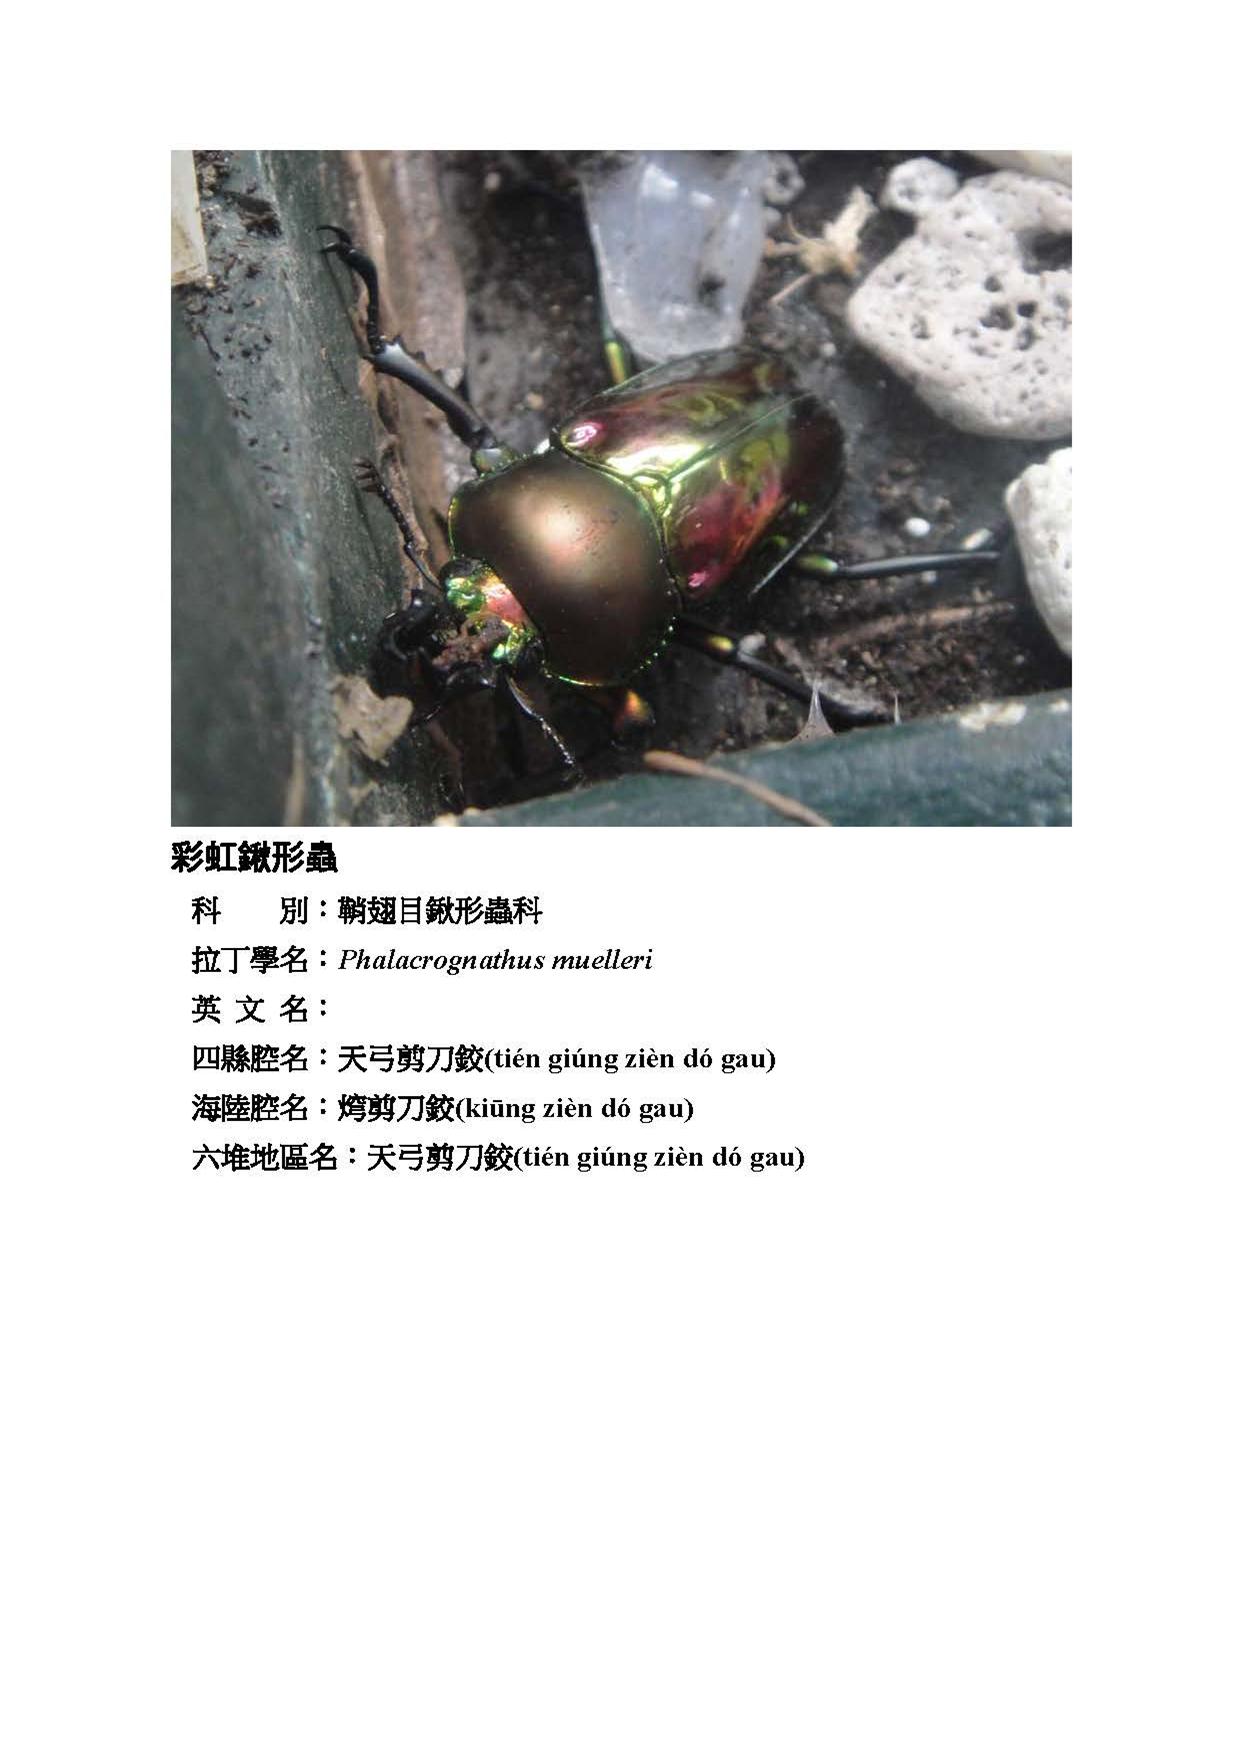 彩虹鍬形蟲
科　　別：鞘翅目鍬形蟲科
拉丁學名：Phalacrognathus muelleri
英 文 名：
四縣腔名：天弓剪刀鉸(tién giúng zièn dó gau)
海陸腔名：焪剪刀鉸(kiūng zièn dó gau)
六堆地區名：天弓剪刀鉸(tién giúng zièn dó gau)